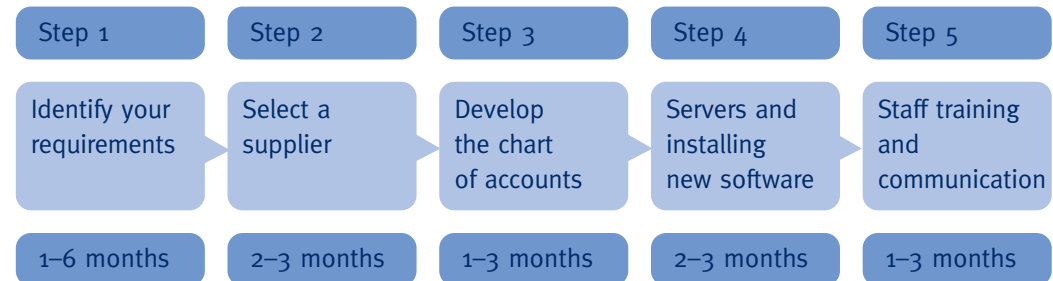 Step 1
Step 2
Step 3
Step 4
Step 5
Identify your
requirements
Select a
supplier
Develop
the chart
of accounts
Servers and
installing
new software
Staff training
and
communication
1–6 months
2–3 months
1–3 months
2–3 months
1–3 months